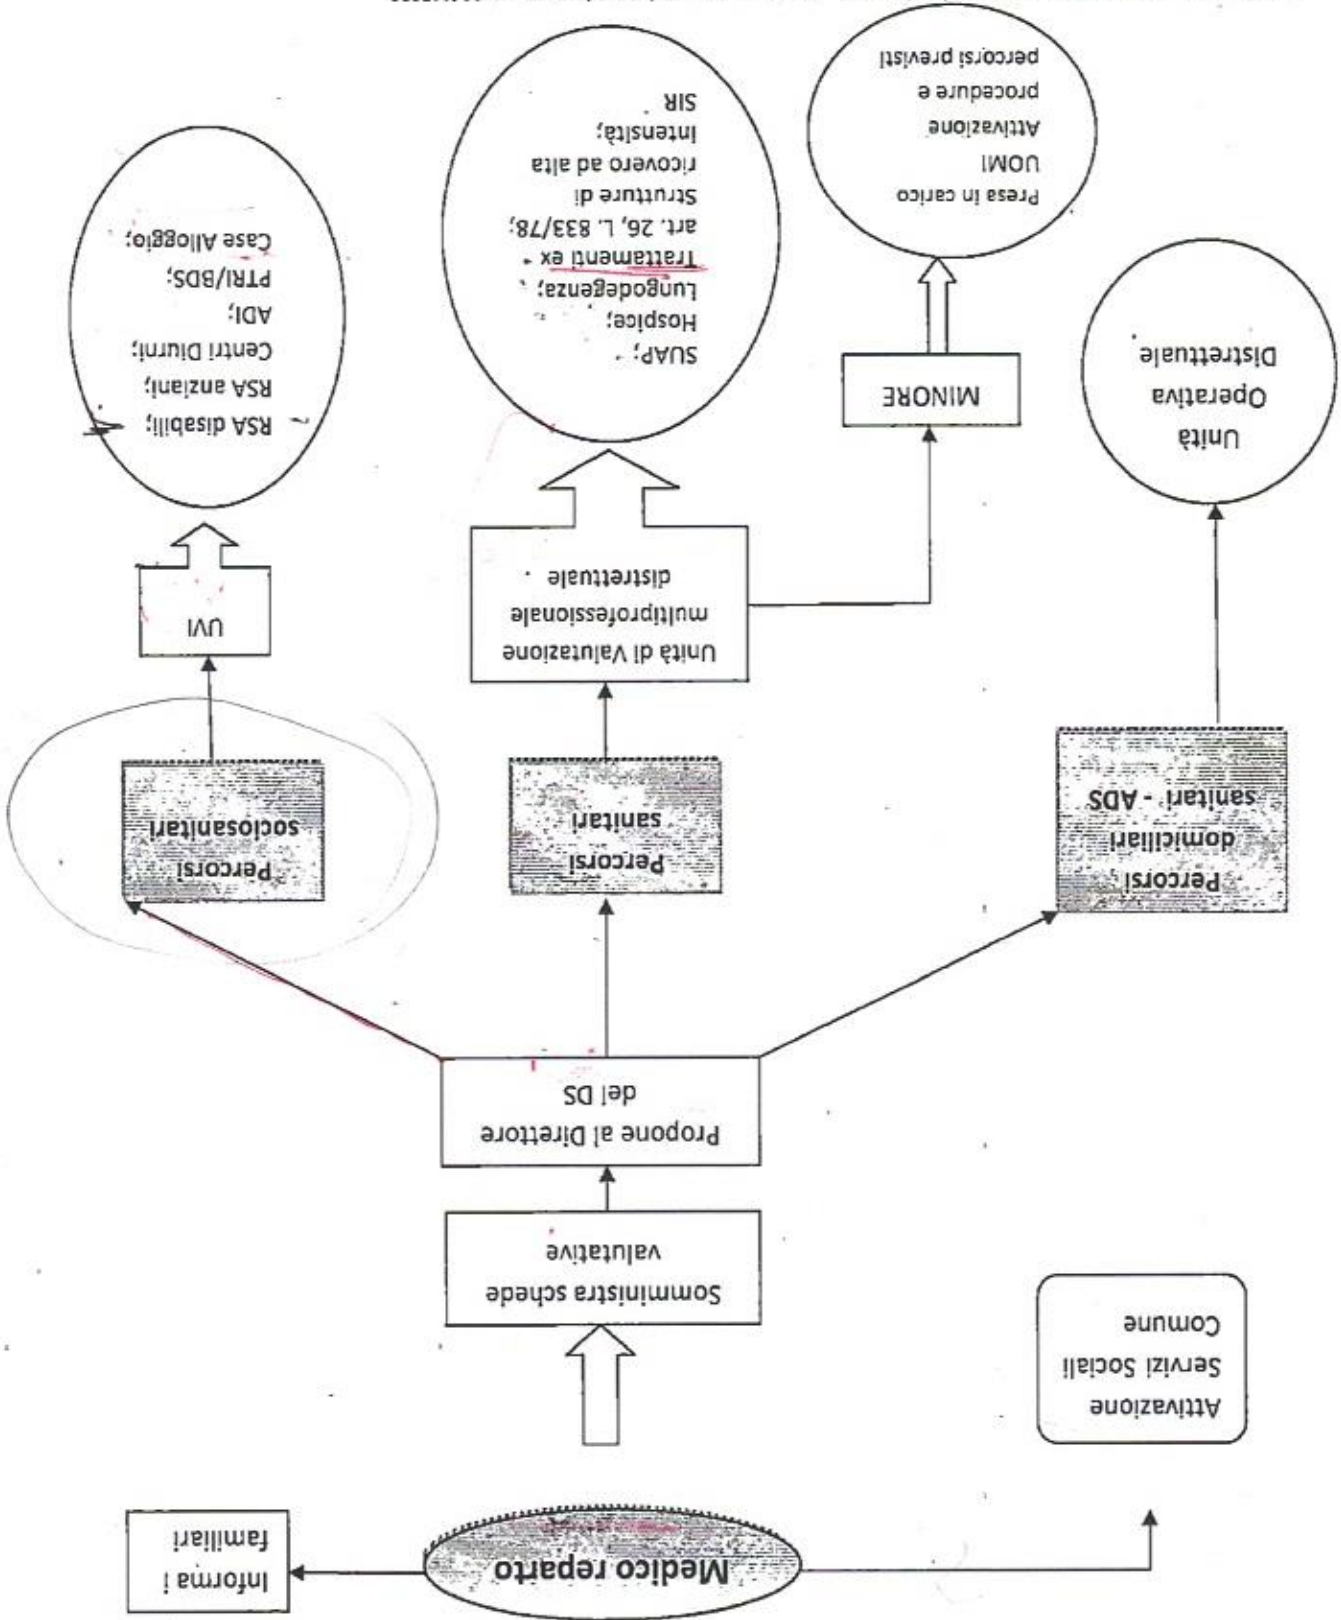 Medico reparto
Informa i
familiari
Attivazione
Servizi Sociali
Comune
Somministra schede
valutative
Propone al Direttore
del DS
Percorsi
domiciliari
sanitari - ADS
Percorsi
sanitari
Percorsi
sociosanitari
Unità
Operativa
Distrettuale
Unità di Valutazione
multiprofessionale
distrettuale
UVI
MINORE
Presa in carico
UOMI
Attivazione
procedure e
percorsi previsti
SUAP;
Hospice;
Lungodegenza;
Trattamenti ex
art. 26, L. 833/78;
Strutture di
ricovero ad alta
Intensità;
SIR
RSA disabili;
RSA anziani;
Centri Diurni;
ADI;
PTRI/BDS;
Case Alloggio;